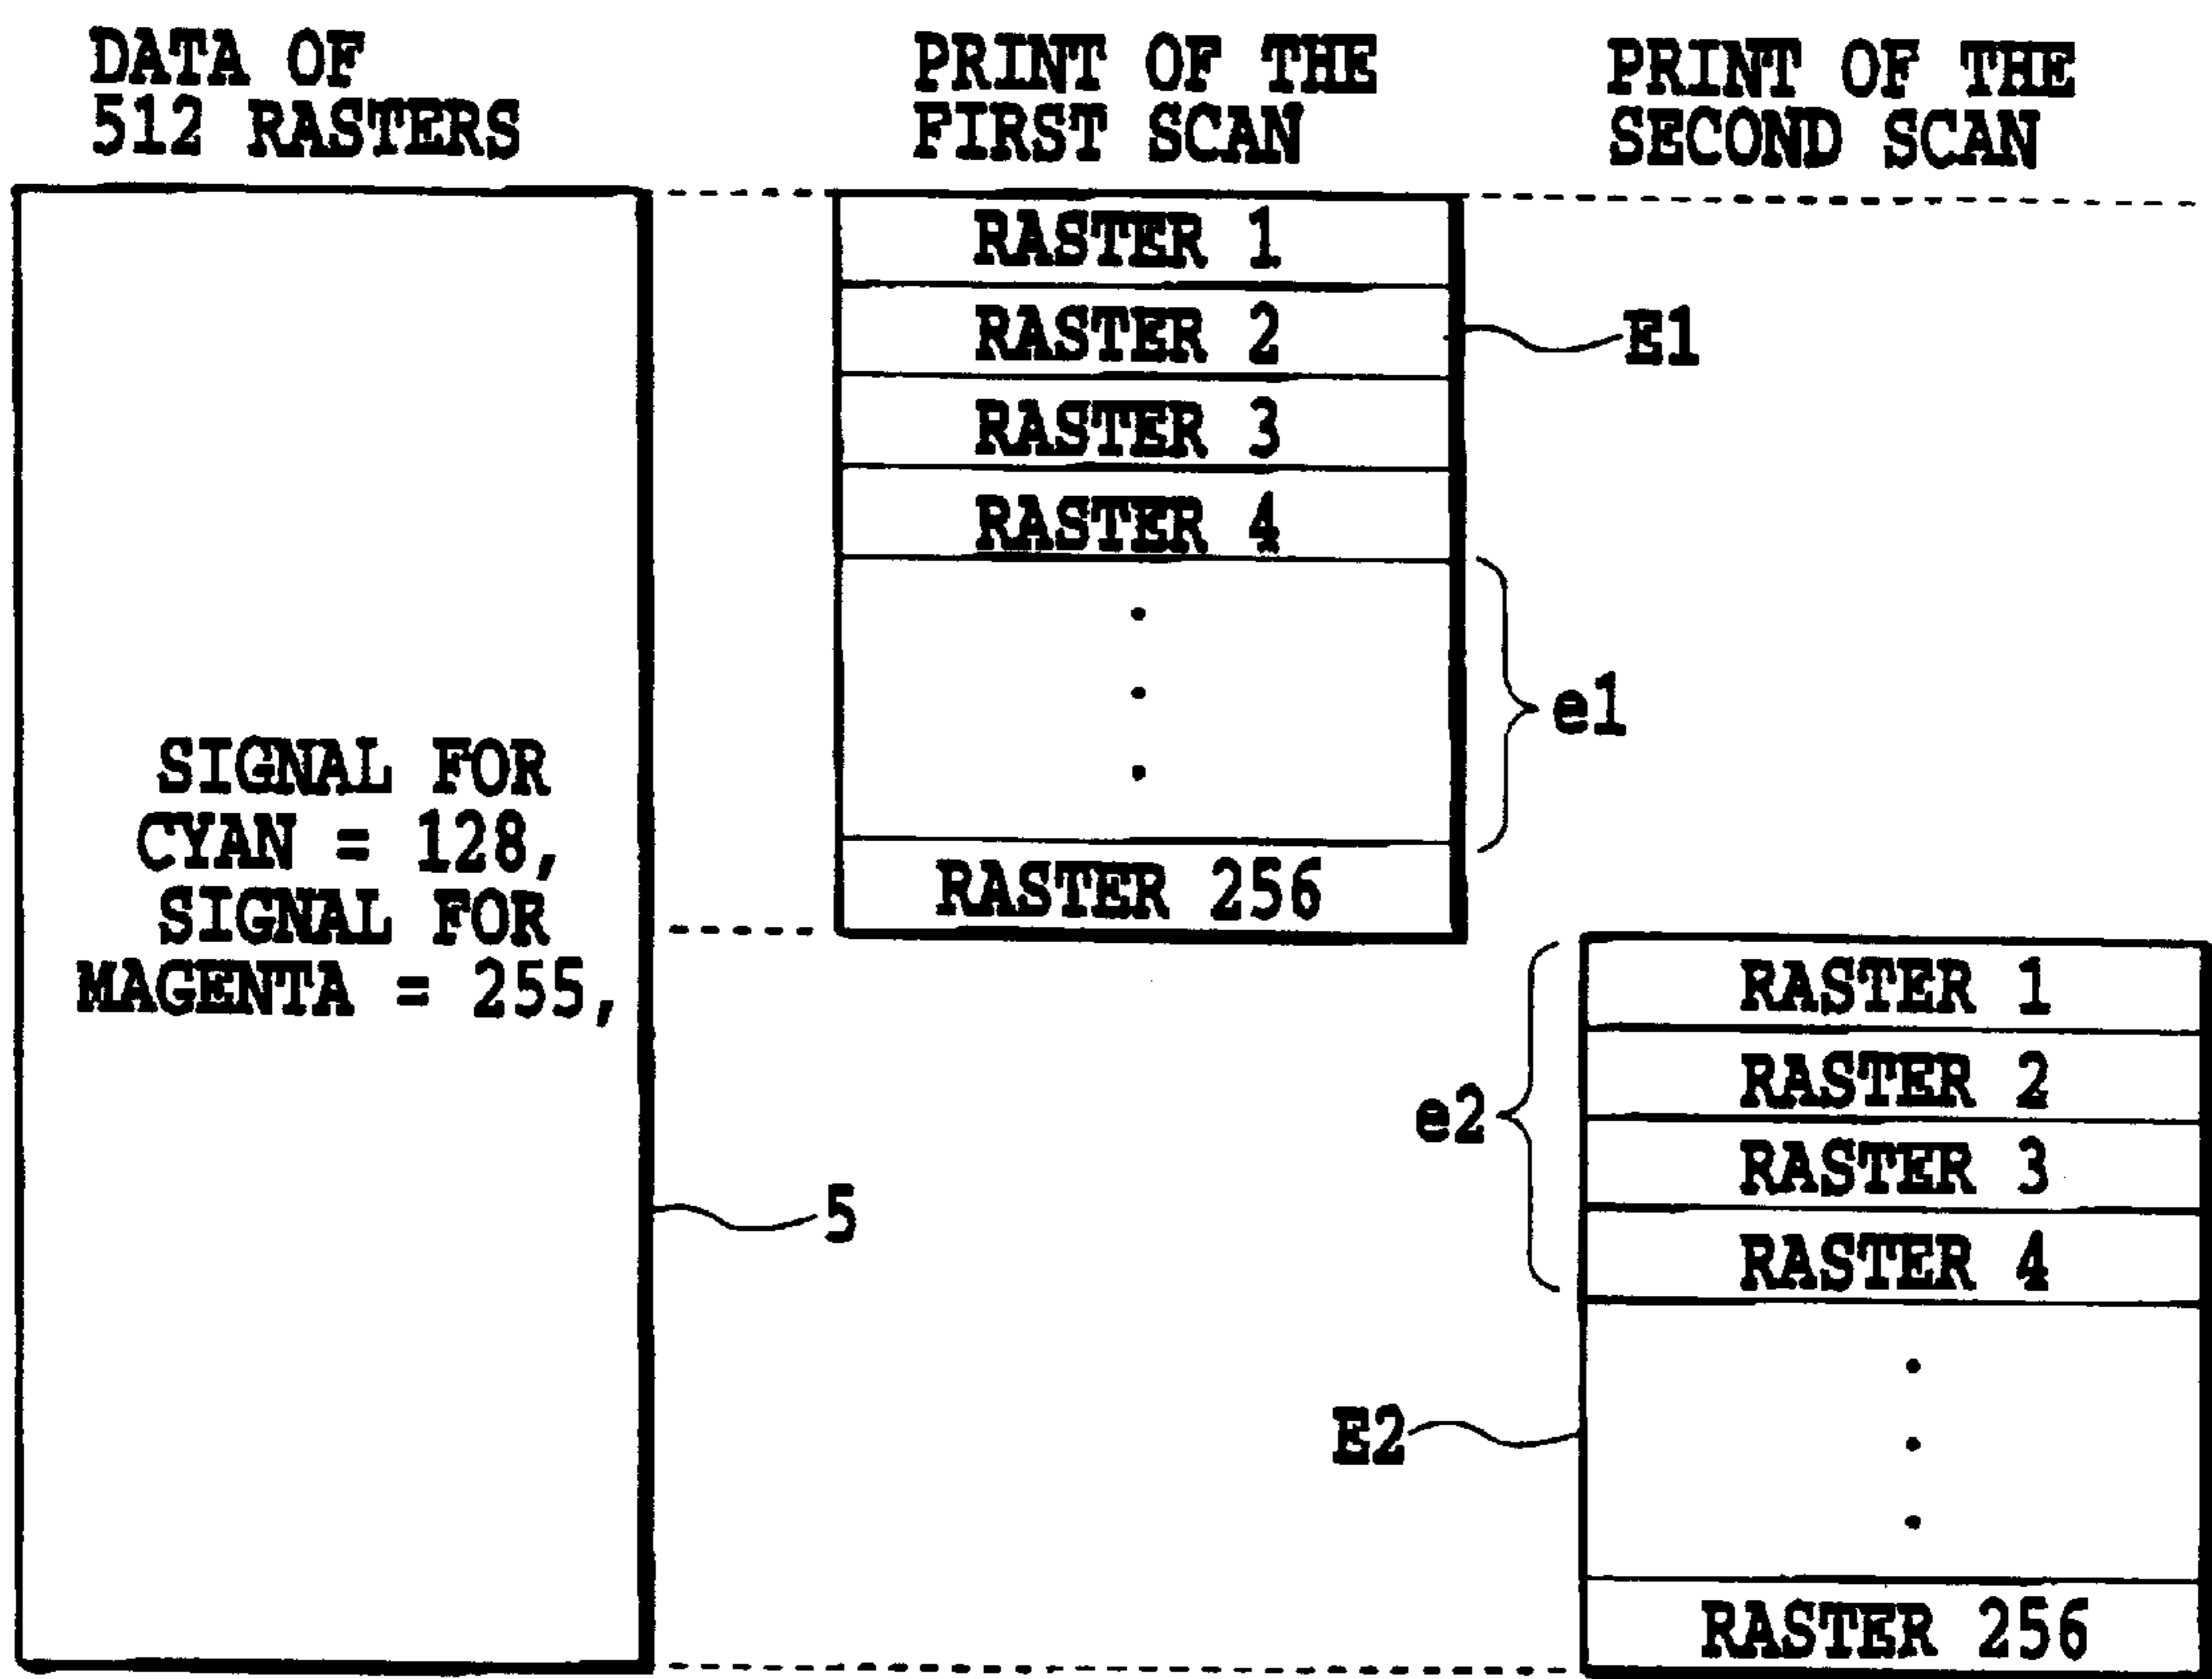 DATA OF
512 RASTERS
SIGNAL FOR
CYAN = 128,
SIGNAL FOR
MAGENTA = 255,
5
PRINT OF THE
FIRST SCAN
RASTER 1
RASTER 2
RASTER 3
RASTER 4
RASTER 256
E1
e1
PRINT OF THE
SECOND SCAN
RASTER 1
RASTER 2
RASTER 3
RASTER 4
RASTER 256
e2
E2